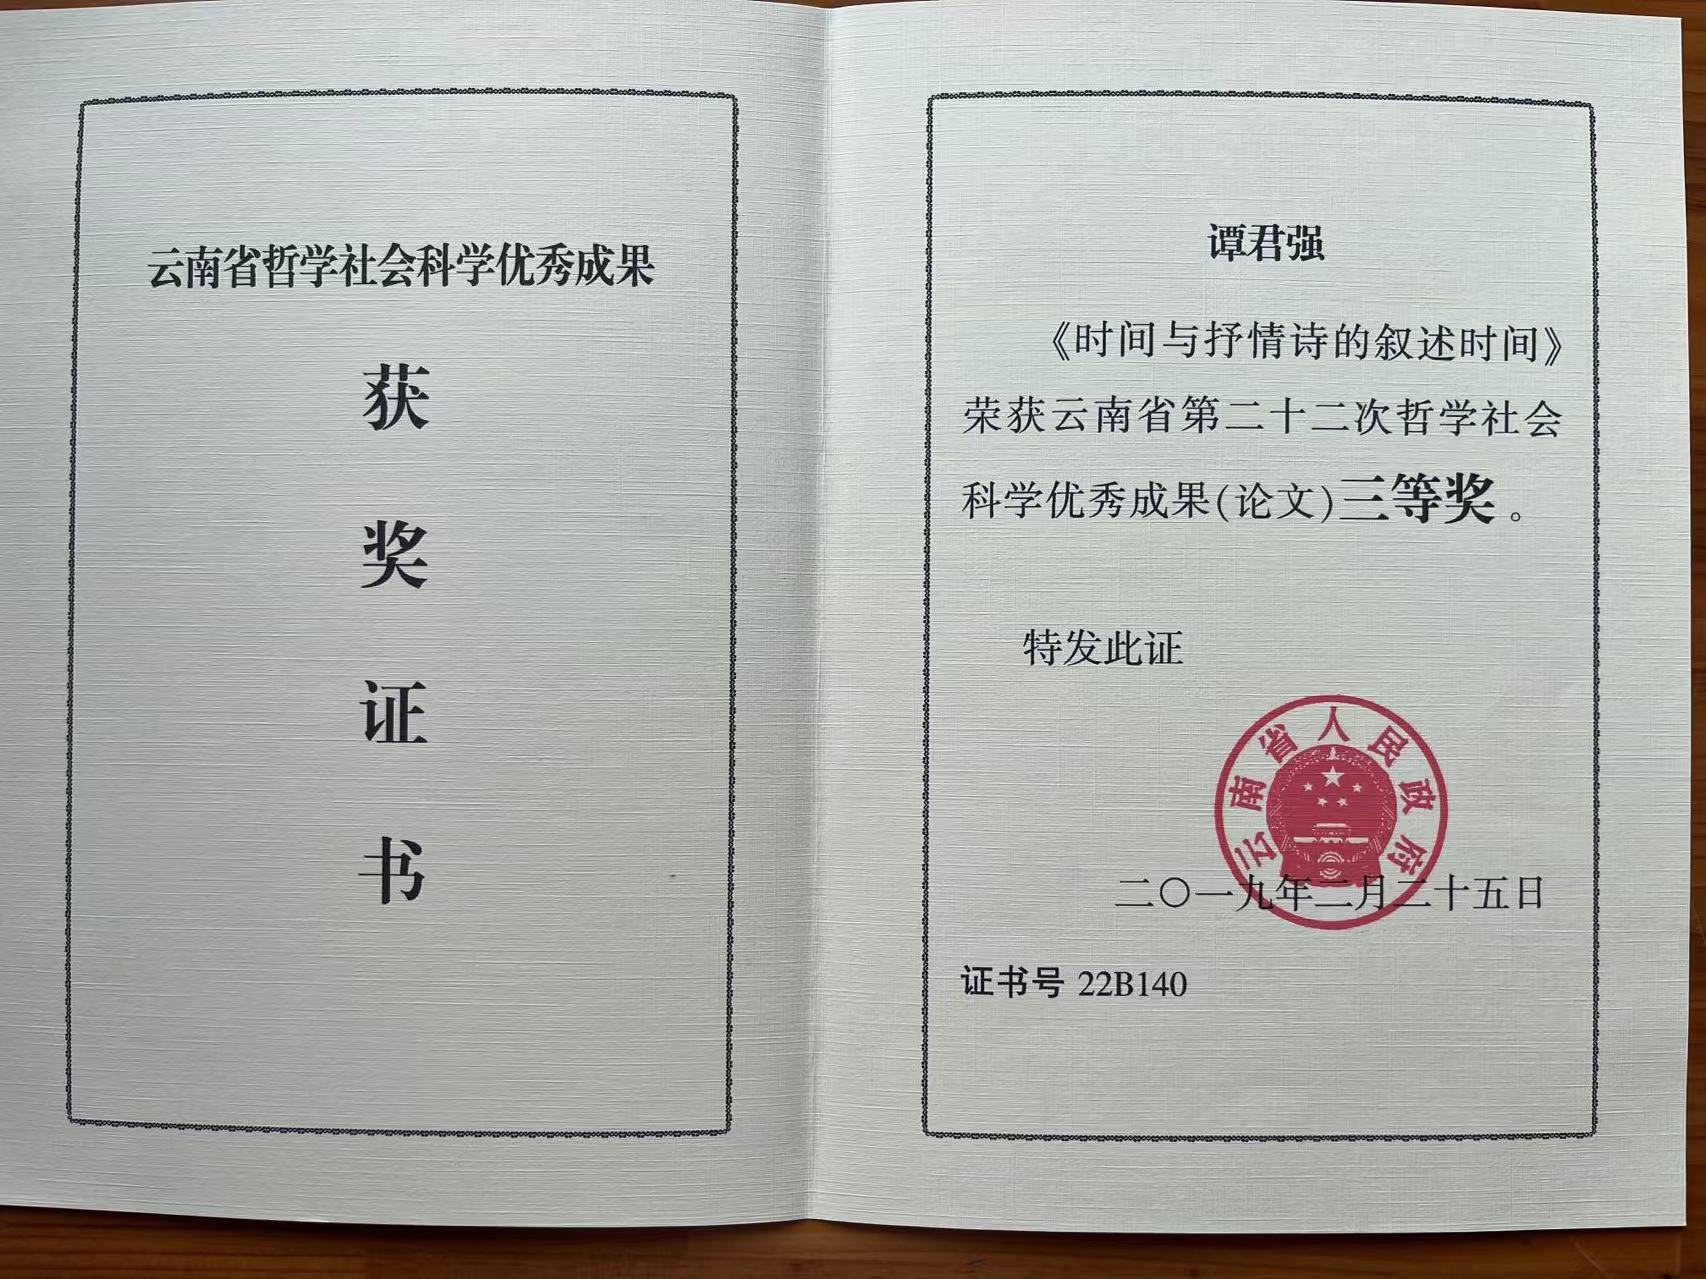 云南省哲学社会科学优秀成果
获
奖
证
书
谭君强
《时间与抒情诗的叙述时间》
荣获云南省第二十二次哲学社会
科学优秀成果(论文)三等奖。
特发此证
云南省人民政府
二〇一九年二月二十五日
证书号 22B140